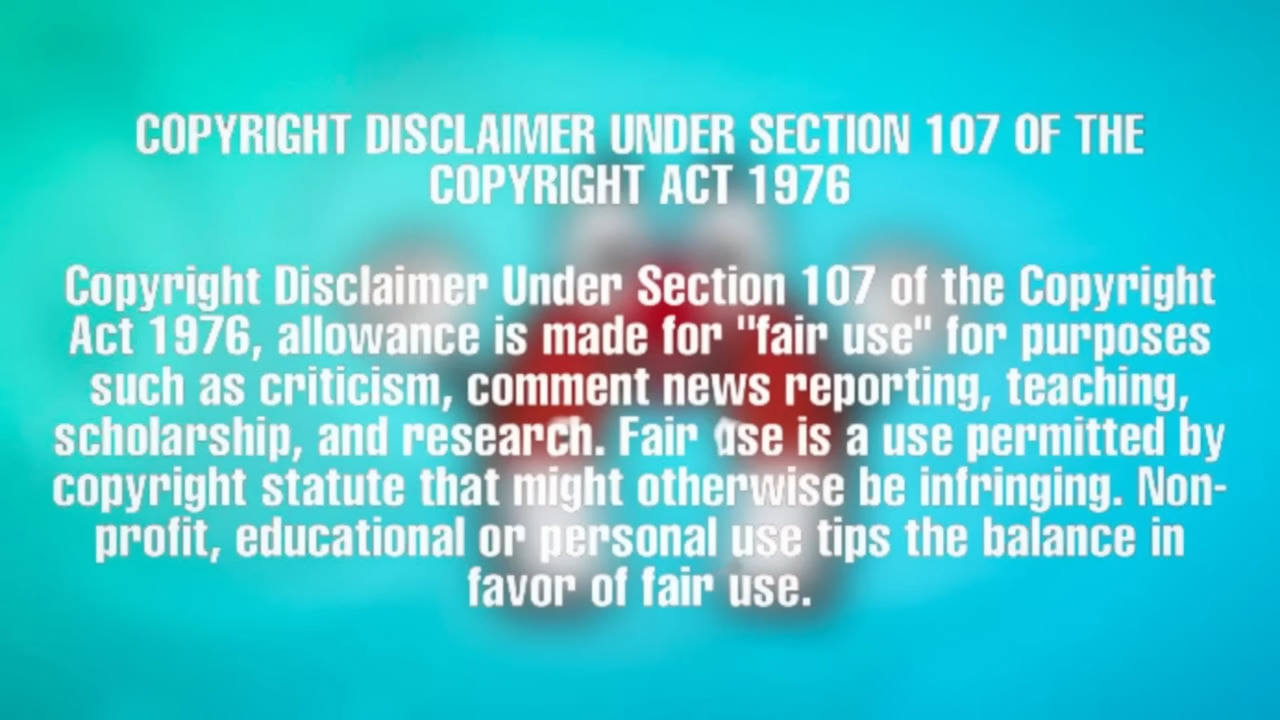 COPYRIGHT DISCLAIMER UNDER SECTION 107 OF THE
COPYRIGHT ACT 1976
Copyright Disclaimer Under Section 107 of the Copyright
Act 1976, allowance is made for "fair use" for purposes
such as criticism, comment news reporting, teaching,
scholarship, and research. Fair use is a use permitted by
copyright statute that might otherwise be infringing. Non-
profit, educational or personal use tips the balance in
favor of fair use.